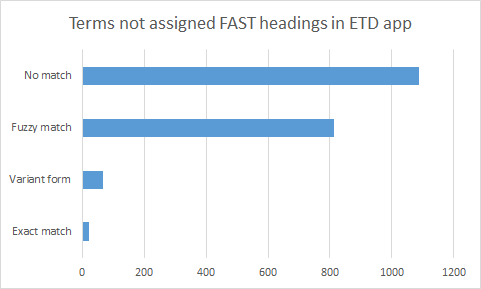 Terms not assigned FAST headings in ETD app
No match
Fuzzy match
Variant form
Exact match
0 200 400 600 800 1000 1200